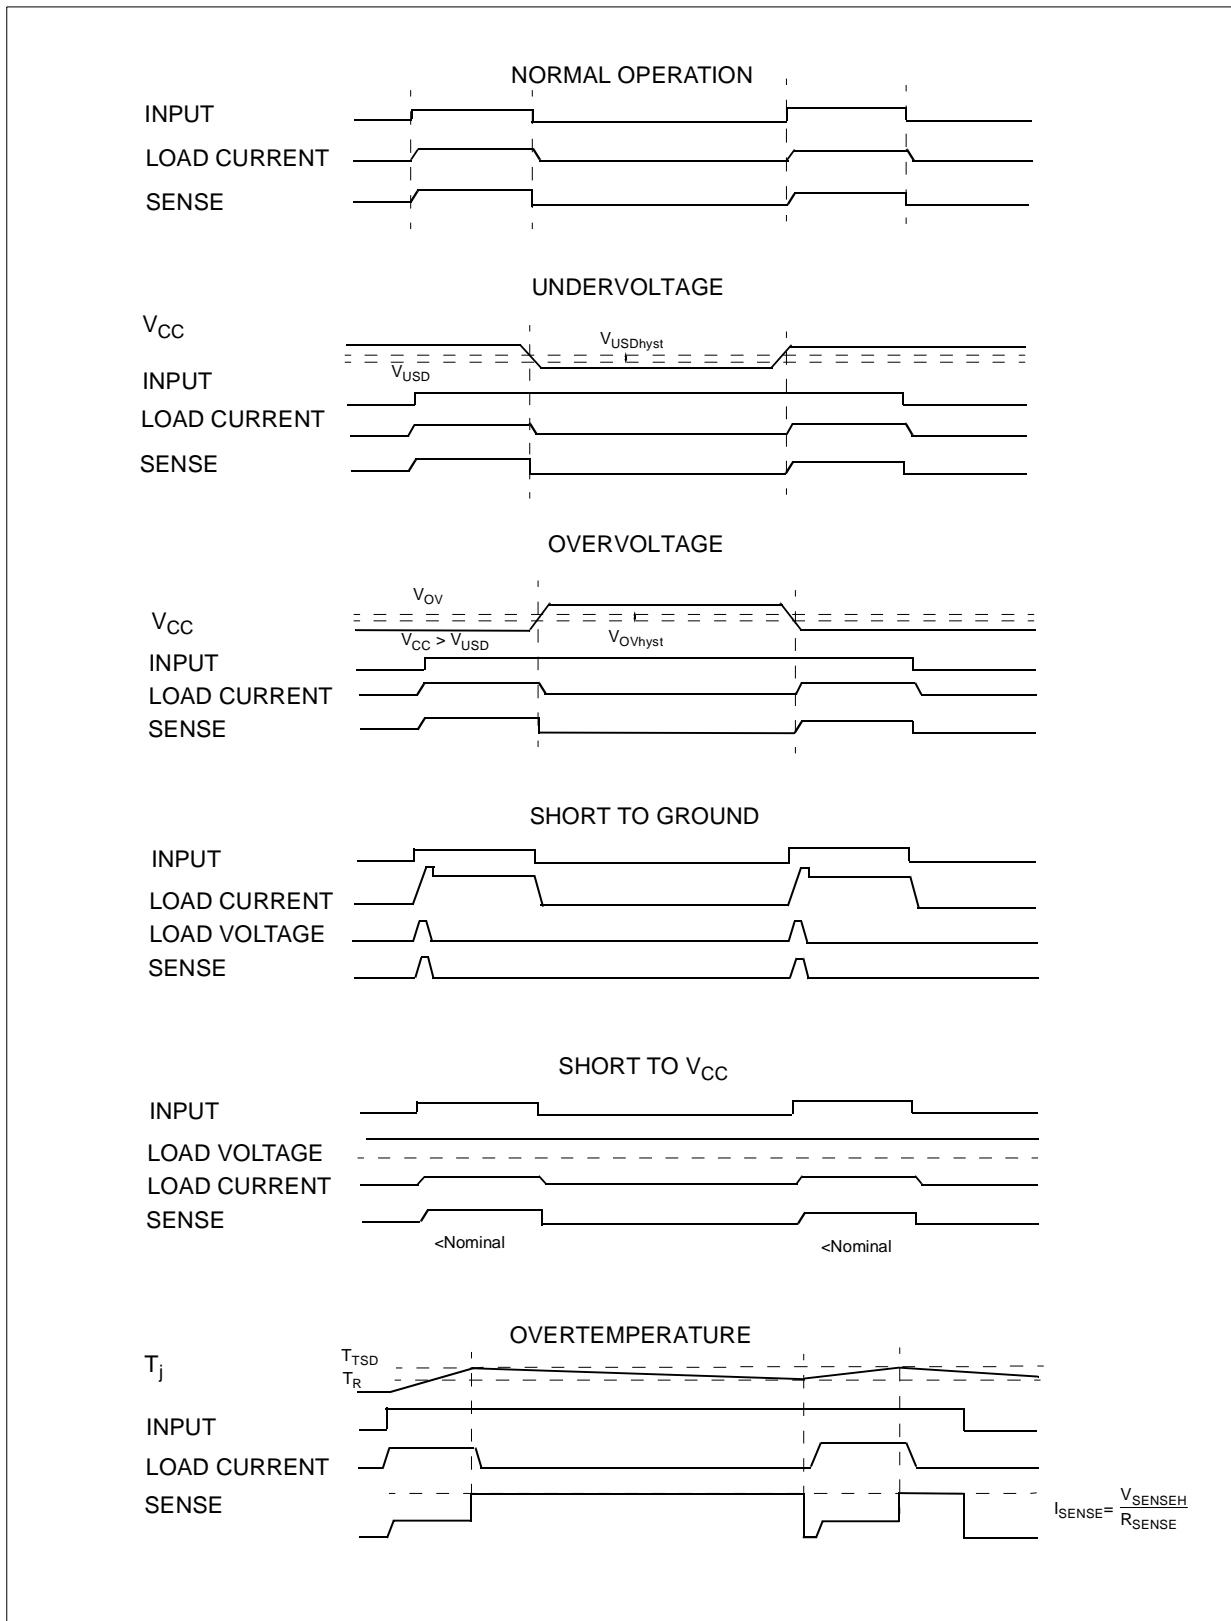 NORMAL OPERATION
INPUT
LOAD CURRENT
SENSE
UNDERVOLTAGE
VCC
VUSDhyst
VUSD
INPUT
LOAD CURRENT
SENSE
OVERVOLTAGE
VOV
VCC
VCC > VUSD
VOVhyst
INPUT
LOAD CURRENT
SENSE
SHORT TO GROUND
INPUT
LOAD CURRENT
LOAD VOLTAGE
SENSE
SHORT TO VCC
INPUT
LOAD VOLTAGE
LOAD CURRENT
SENSE
<Nominal
<Nominal
OVERTEMPERATURE
Tj
TTSD
TR
INPUT
LOAD CURRENT
SENSE
ISENSE= VSENSEH
RSENSE